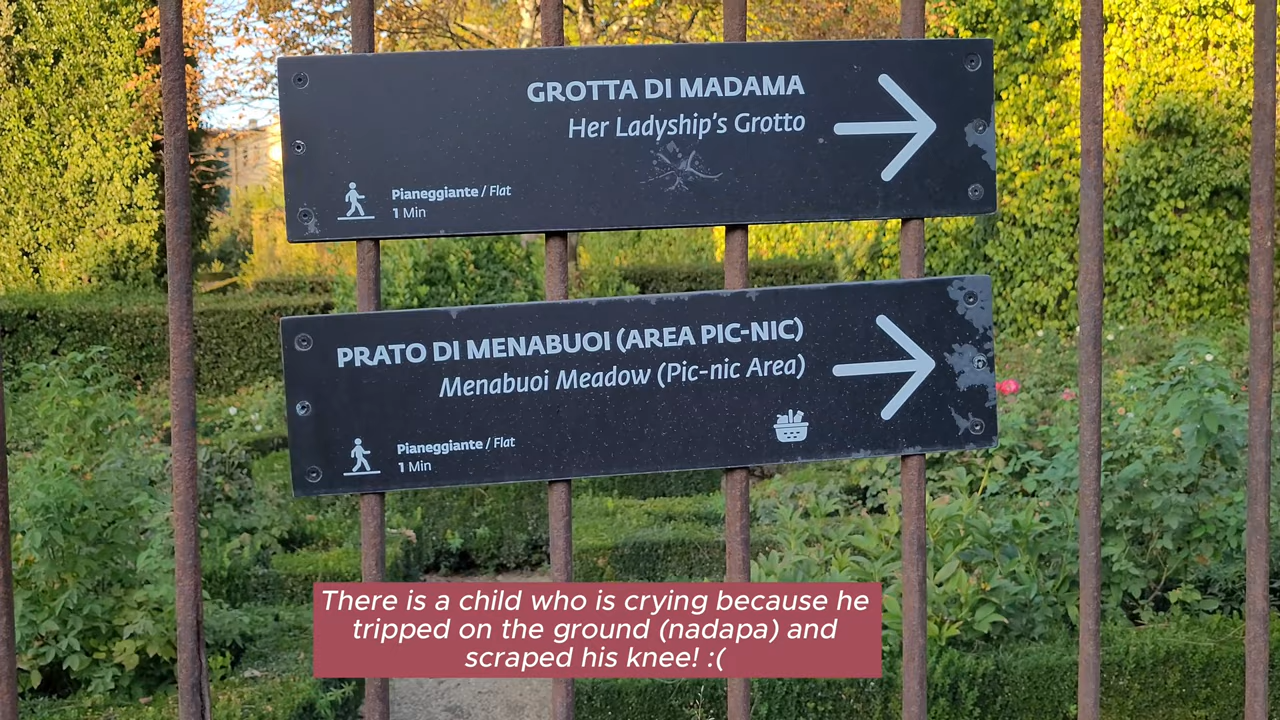 GROTTA DI MADAMA
Her Ladyship's Grotto
Pianeggiante / Flat
1 Min
PRATO DI MENABUOI (AREA PIC-NIC)
Menabuoi Meadow (Pic-nic Area)
Pianeggiante / Flat
1 Min
There is a child who is crying because he
tripped on the ground (nadapa) and
scraped his knee! :(